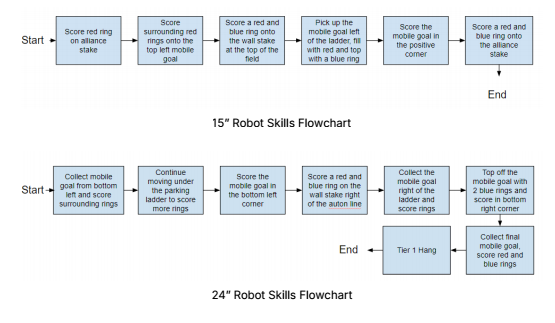 Start
Score red ring
on alliance
stake
Score
surrounding red
rings onto the
top left mobile
goal
Score a red and
blue ring onto
the wall stake
at the top of the
field
Pick up the
mobile goal left
of the ladder, fill
with red and top
with a blue ring
Score the
mobile goal in
the positive
corner
Score a red and
blue ring onto
the alliance
stake
End
15” Robot Skills Flowchart
Start
Collect mobile
goal from bottom
left and score
surrounding rings
Continue
moving under
the parking
ladder to score
more rings
Score the
mobile goal in
the bottom left
corner
Score a red and
blue ring on the
wall stake right
of the auton line
Collect the
mobile goal
right of the
ladder and
score rings
Top off the
mobile goal with
2 blue rings and
score in bottom
right corner
Collect final
mobile goal,
score red and
blue rings
Tier 1 Hang
End
24” Robot Skills Flowchart